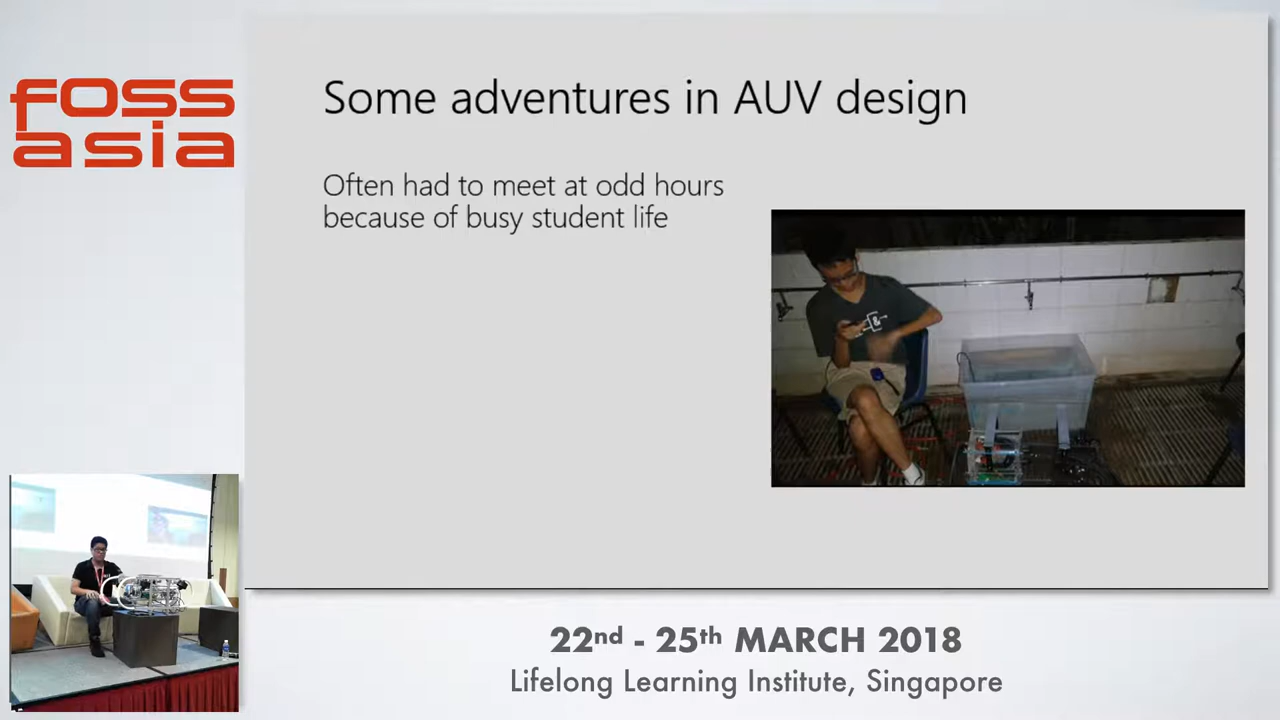 foss
asia
Some adventures in AUV design
Often had to meet at odd hours
because of busy student life
&
22nd - 25th MARCH 2018
Lifelong Learning Institute, Singapore